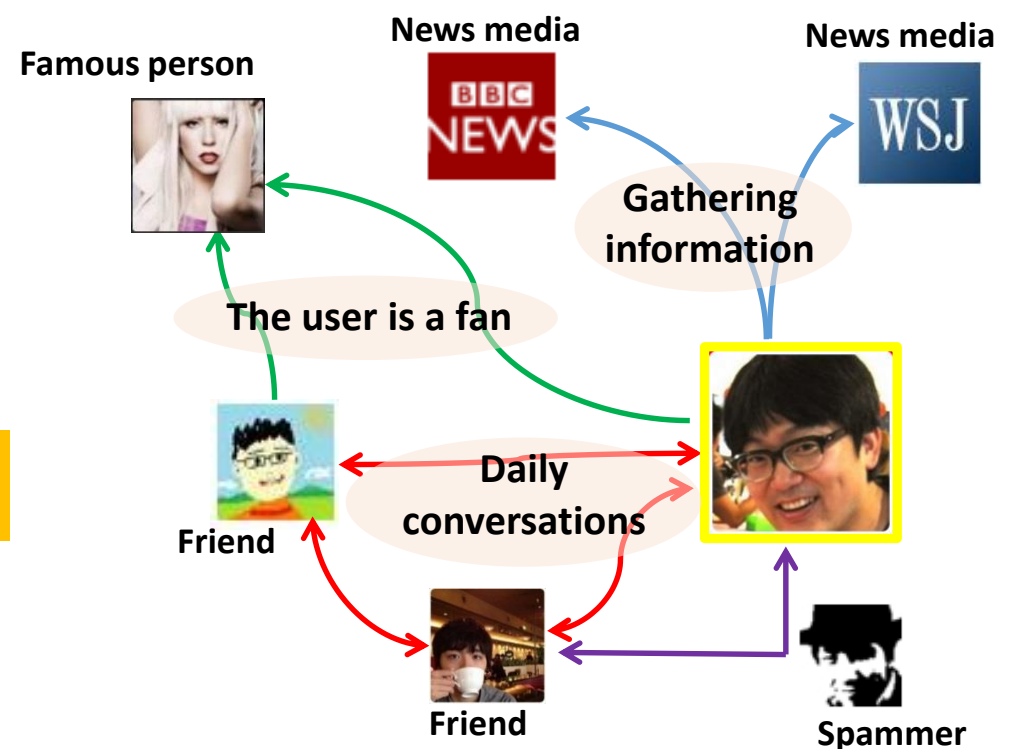 News media
News media
Famous person
BBC
NEWS
WSJ
Gathering
information
The user is a fan
Daily
conversations
Friend
Friend
Spammer